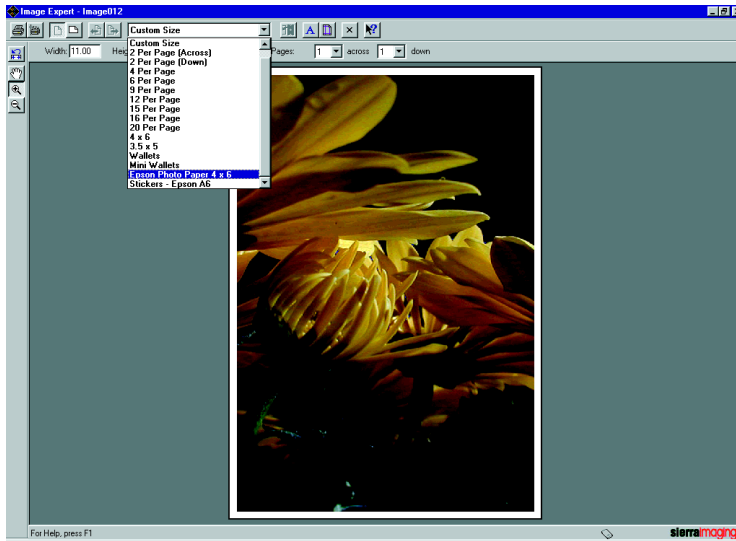 Image Expert - Image012
Custom Size
Width: 11.00
Pages: 1 across 1 down
Custom Size
2 Per Page (Across)
2 Per Page (Down)
4 Per Page
6 Per Page
9 Per Page
12 Per Page
15 Per Page
16 Per Page
20 Per Page
4 x 6
3.5 x 5
Wallets
Mini Wallets
Epson Photo Paper 4 x 6
Stickers - Epson A6
For Help, press F1
sierraimaging